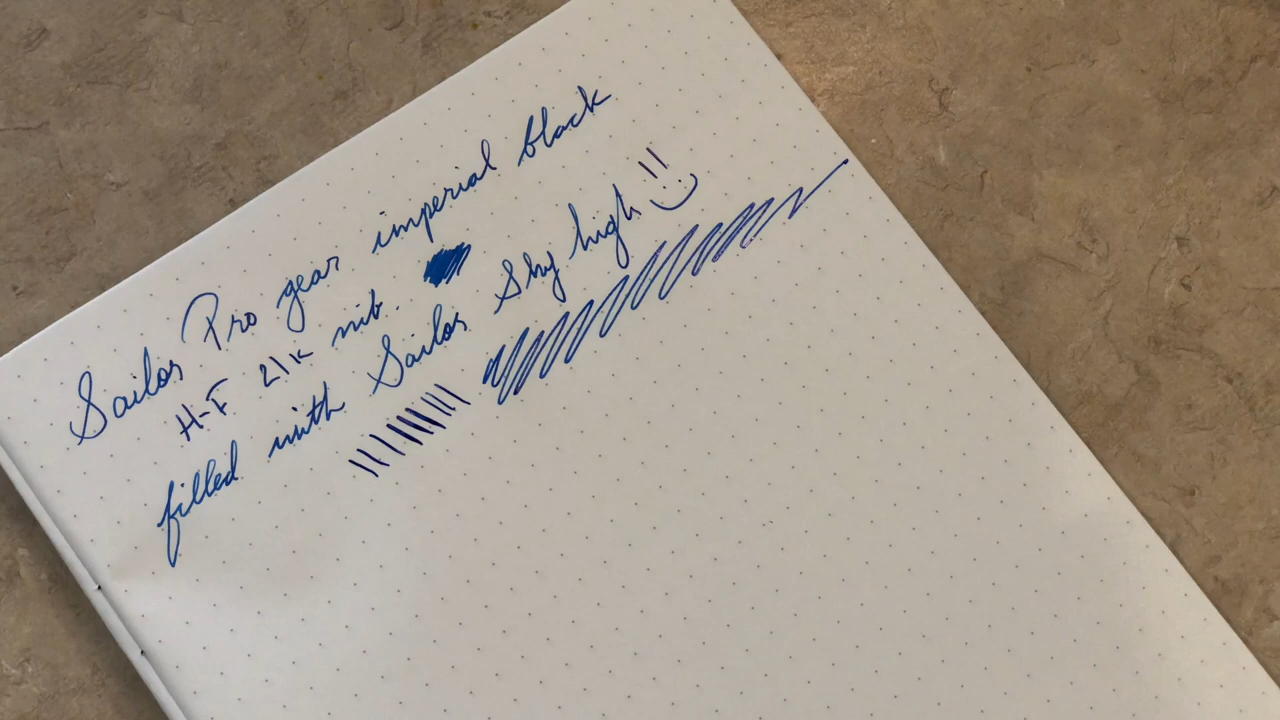 Sailor Pro gear imperial black
H-F 21K nib.
filled with Sailor Sky high